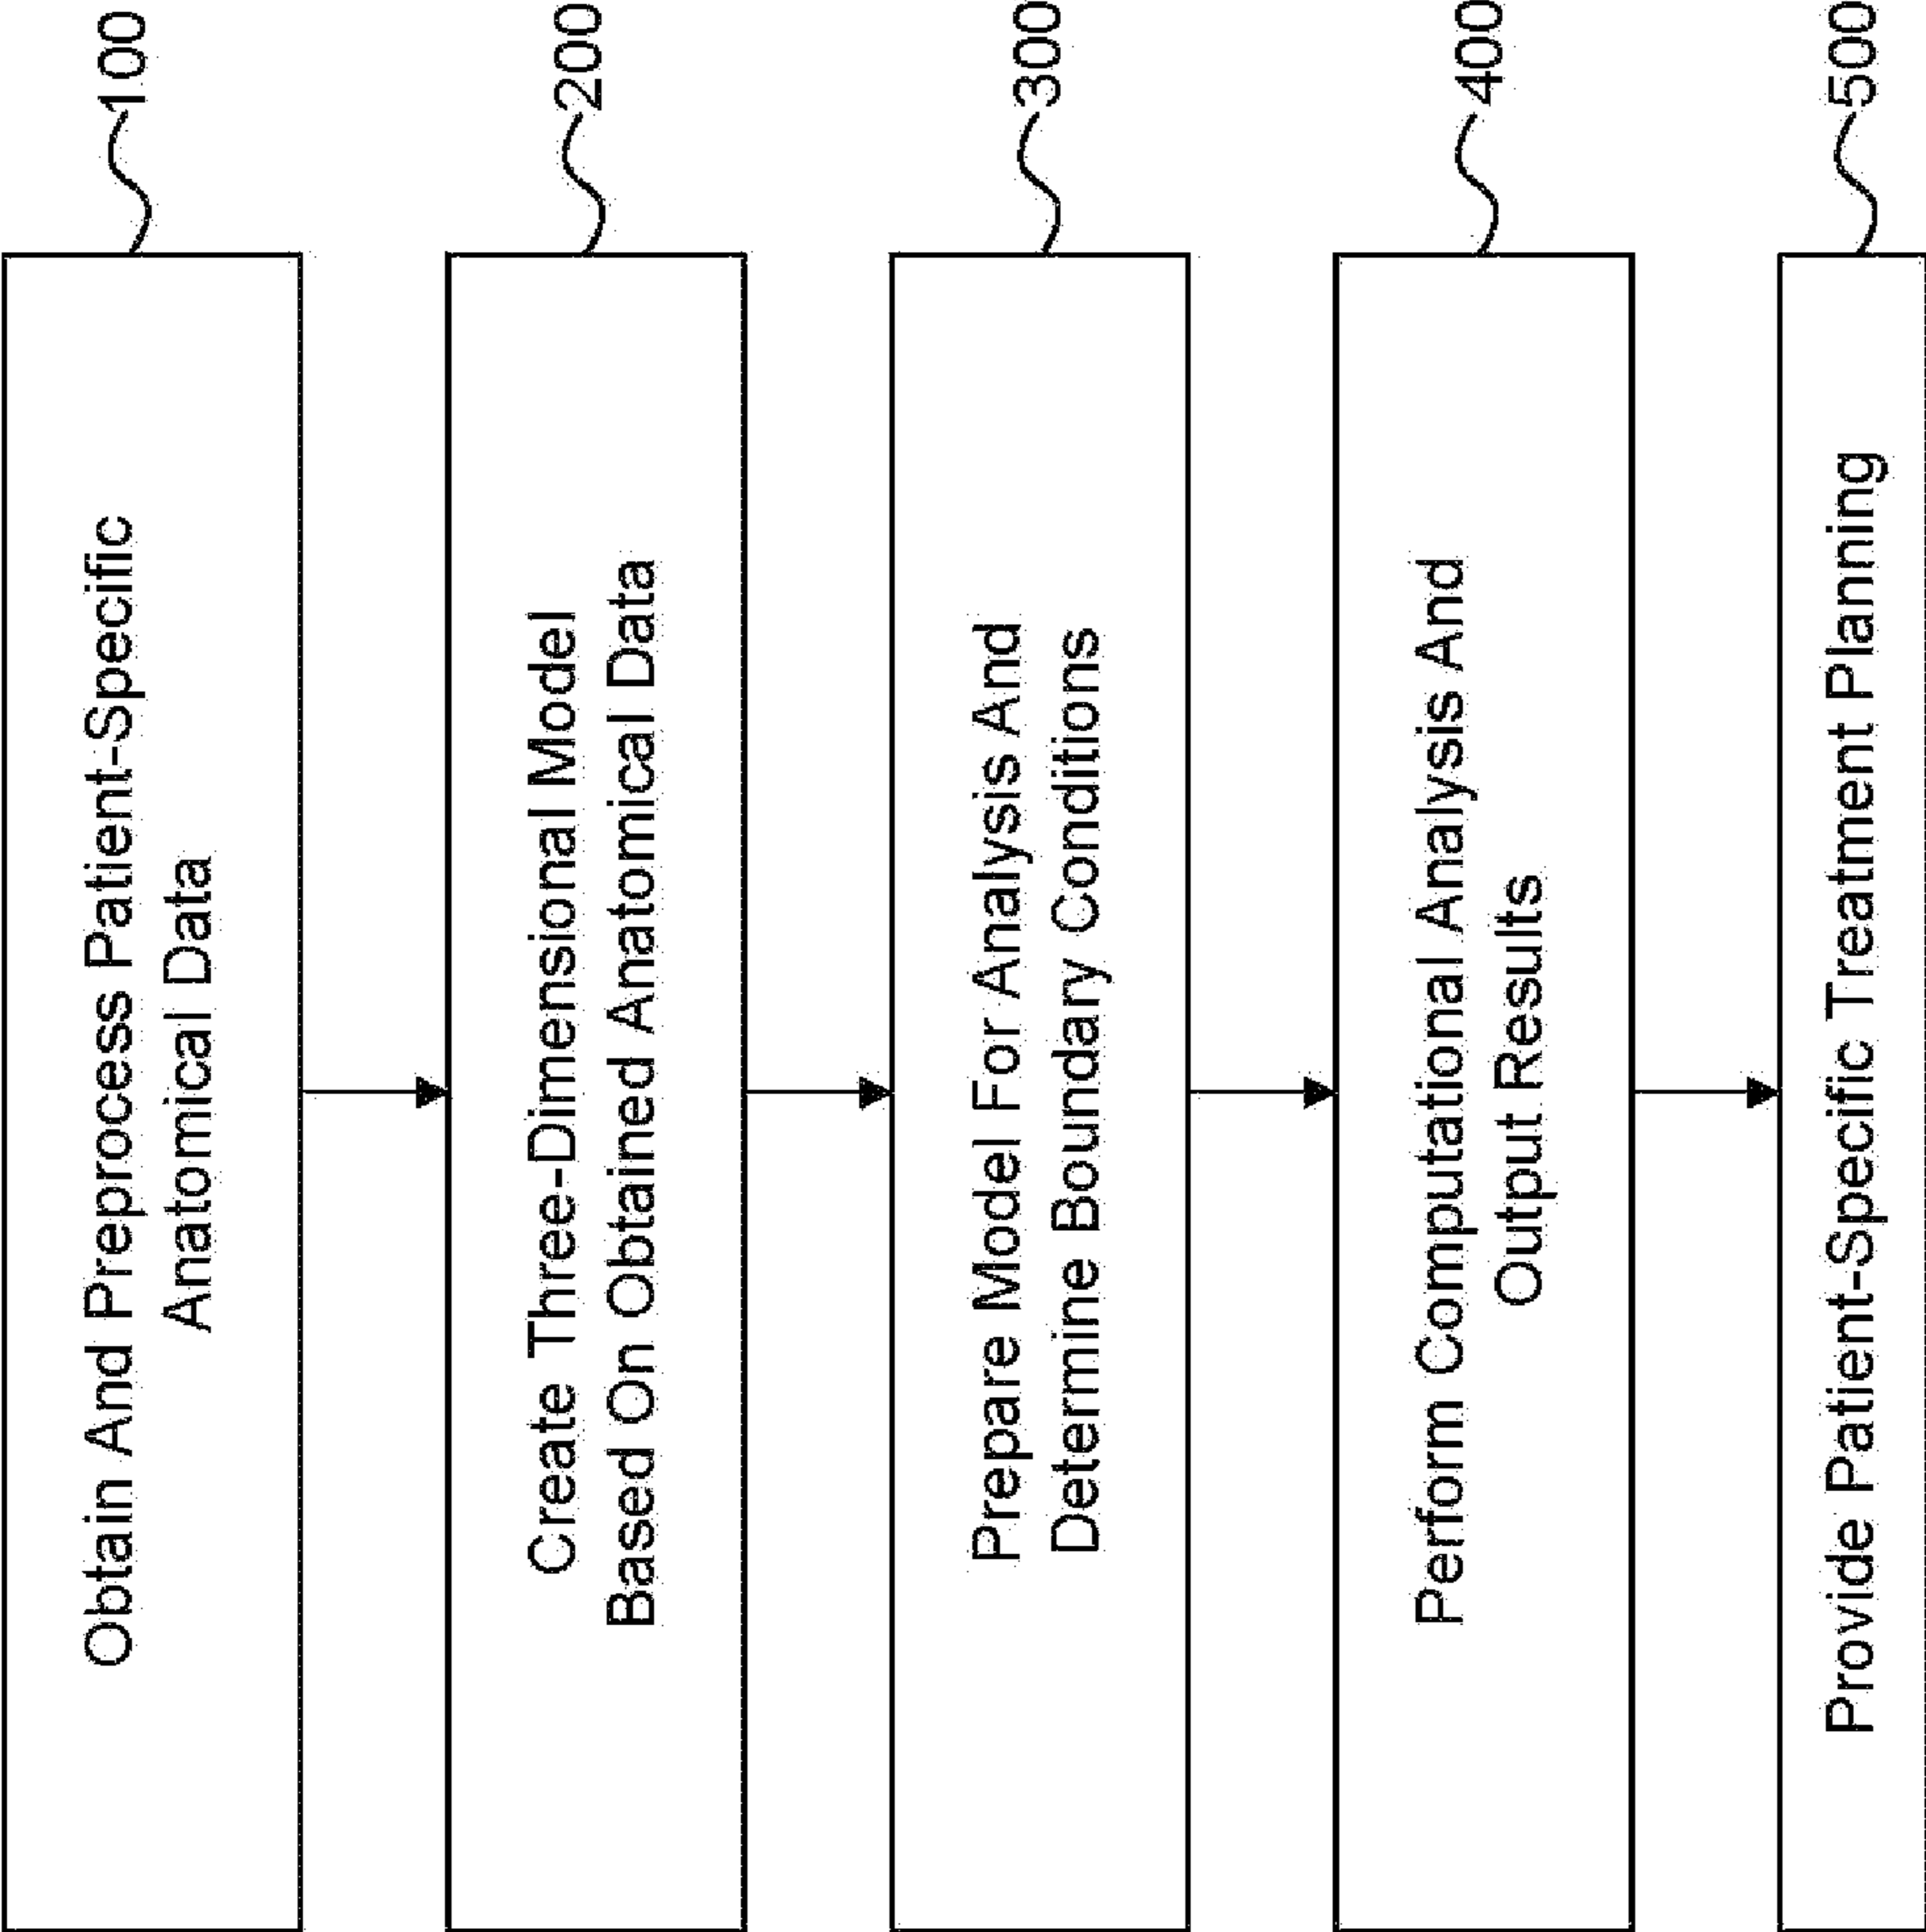 Obtain And Preprocess Patient-Specific
Anatomical Data
100
Create Three-Dimensional Model
Based On Obtained Anatomical Data
200
Prepare Model For Analysis And
Determine Boundary Conditions
300
Perform Computational Analysis And
Output Results
400
Provide Patient-Specific Treatment Planning
500